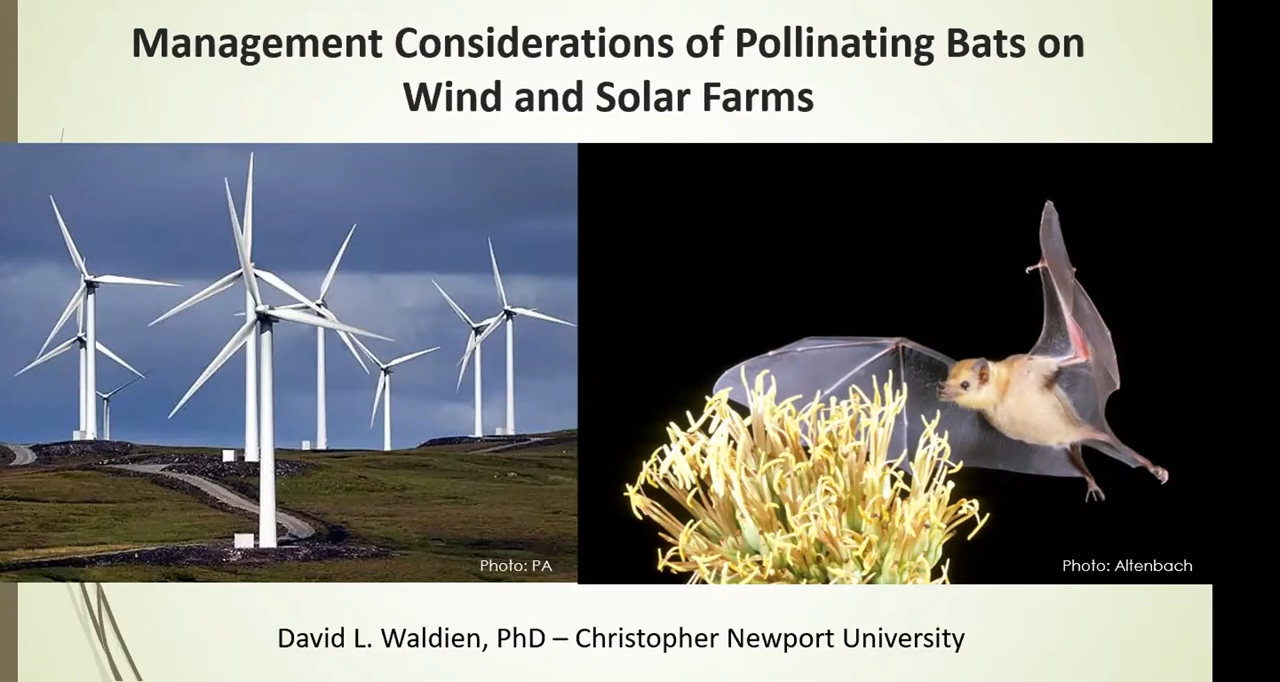 Management Considerations of Pollinating Bats on
Wind and Solar Farms
Photo: PA
Photo: Altenbach
David L. Waldien, PhD – Christopher Newport University